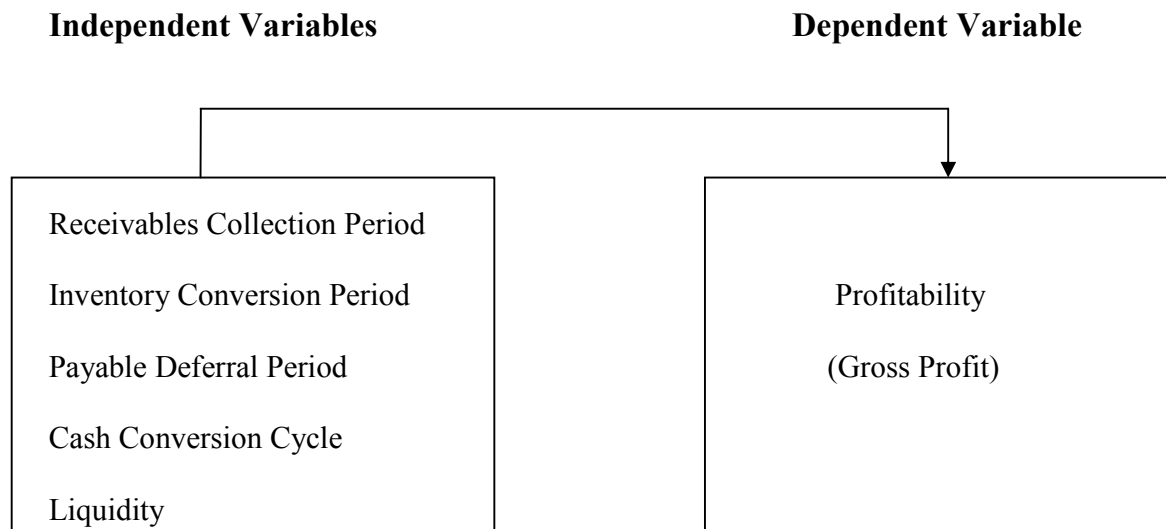 Independent Variables
Dependent Variable
Receivables Collection Period
Inventory Conversion Period
Payable Deferral Period
Cash Conversion Cycle
Liquidity
Profitability
(Gross Profit)